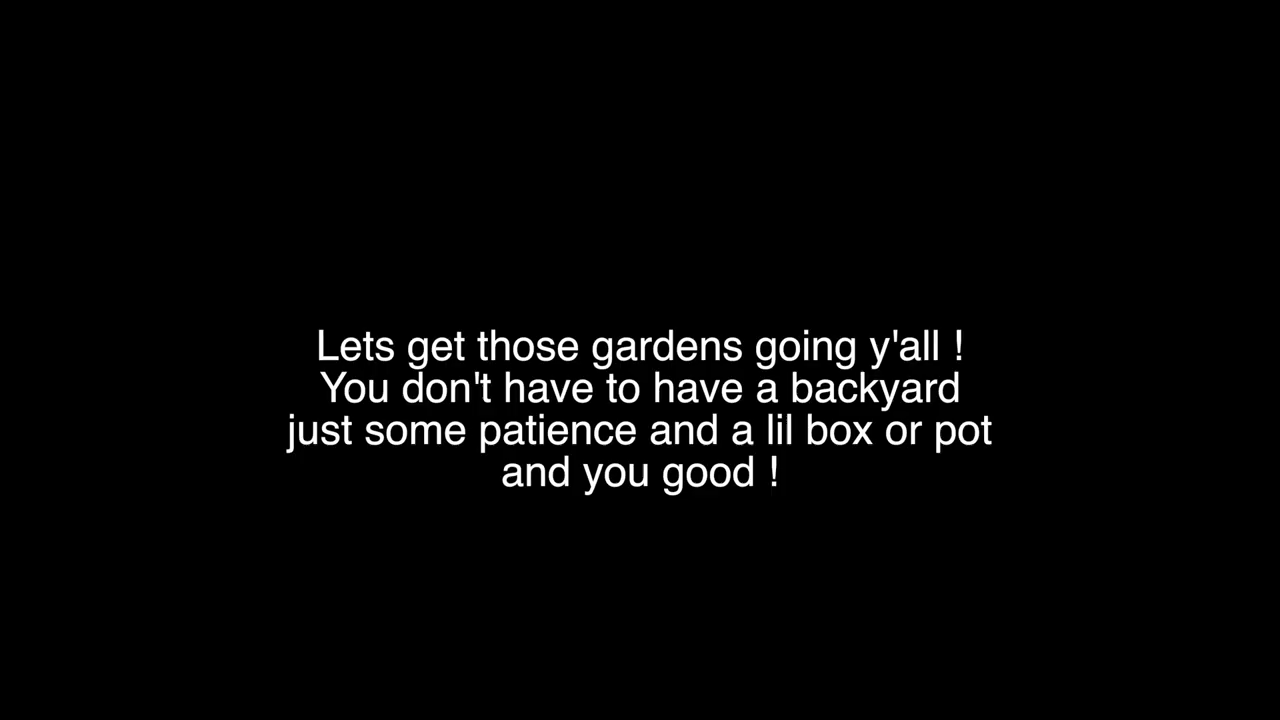 Lets get those gardens going y'all !
You don't have to have a backyard
just some patience and a lil box or pot
and you good !